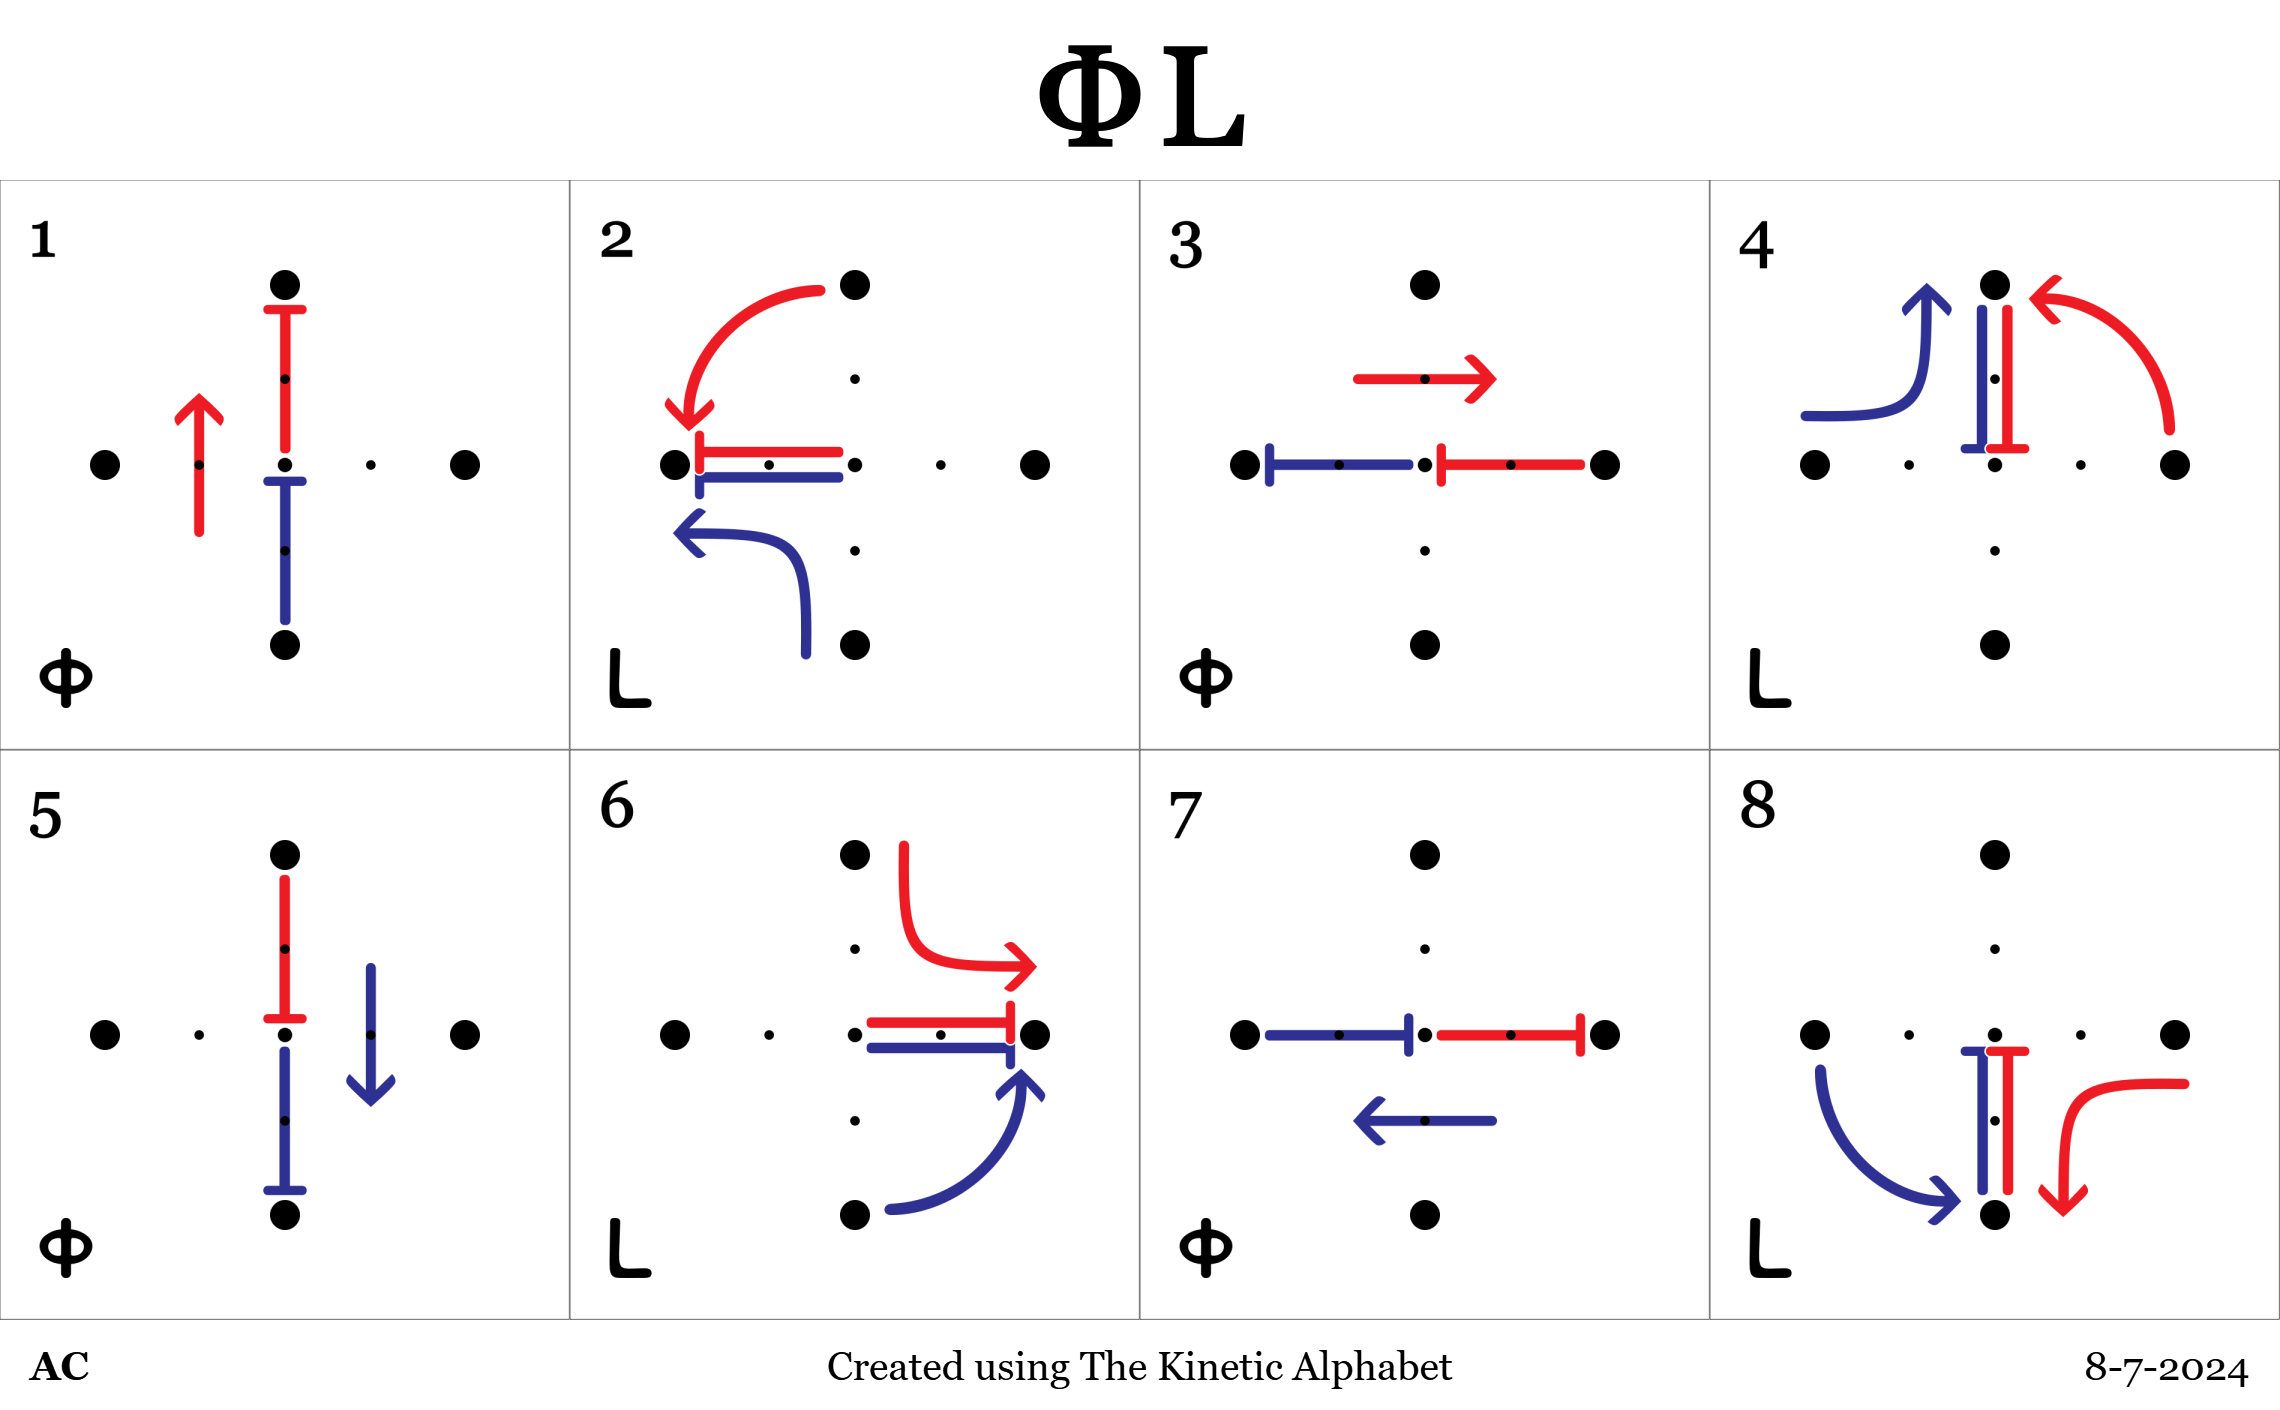 ΦL
1 2 3 4
Φ L Φ L
5 6 7 8
Φ L Φ L
AC Created using The Kinetic Alphabet 8-7-2024